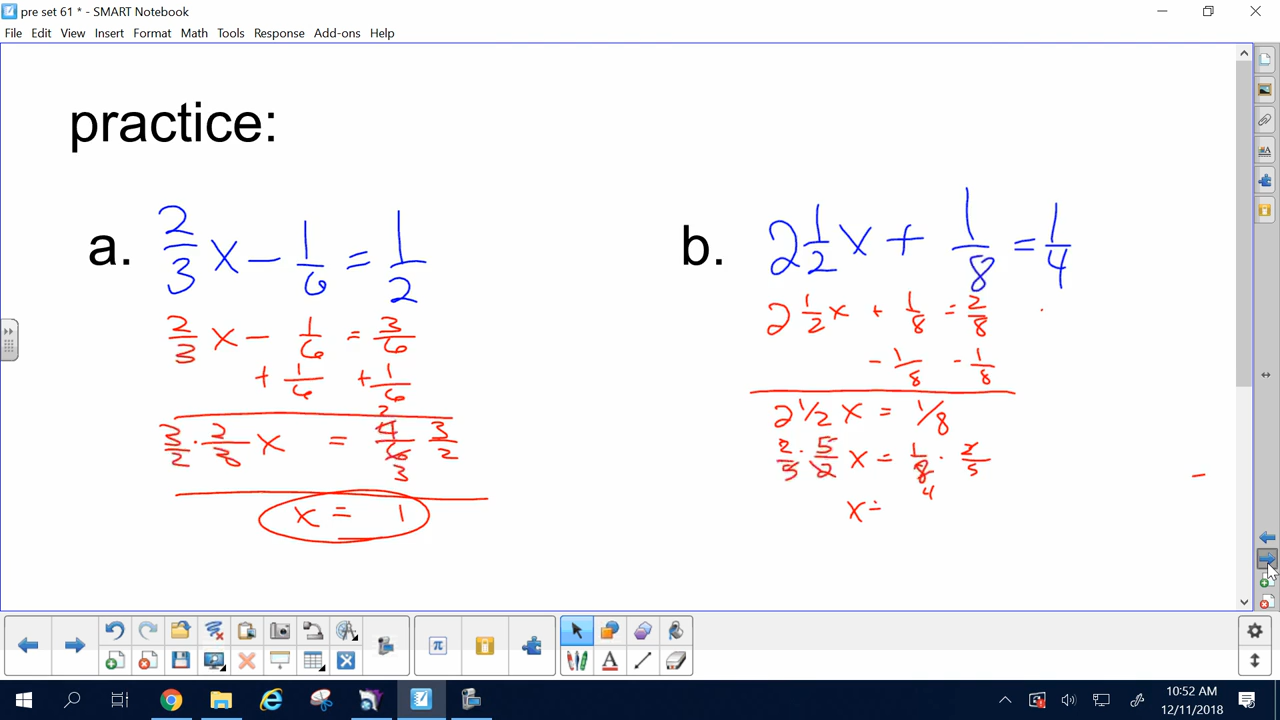 pre set 61 * - SMART Notebook
File Edit View Insert Format Math Tools Response Add-ons Help
practice:
a. 2/3 x - 1/6 = 1/2
2/3 x - 1/6 = 3/6
+ 1/6 + 1/6
3/2 · 2/3 x = 4/6 3/2
2
3
x = 1
b. 2 1/2 x + 1/8 = 1/4
2 1/2 x + 1/8 = 2/8
- 1/8 - 1/8
2 1/2 x = 1/8
2/5 · 5/2 x = 1/8 · 2/5
4
x =
10:52 AM
12/11/2018